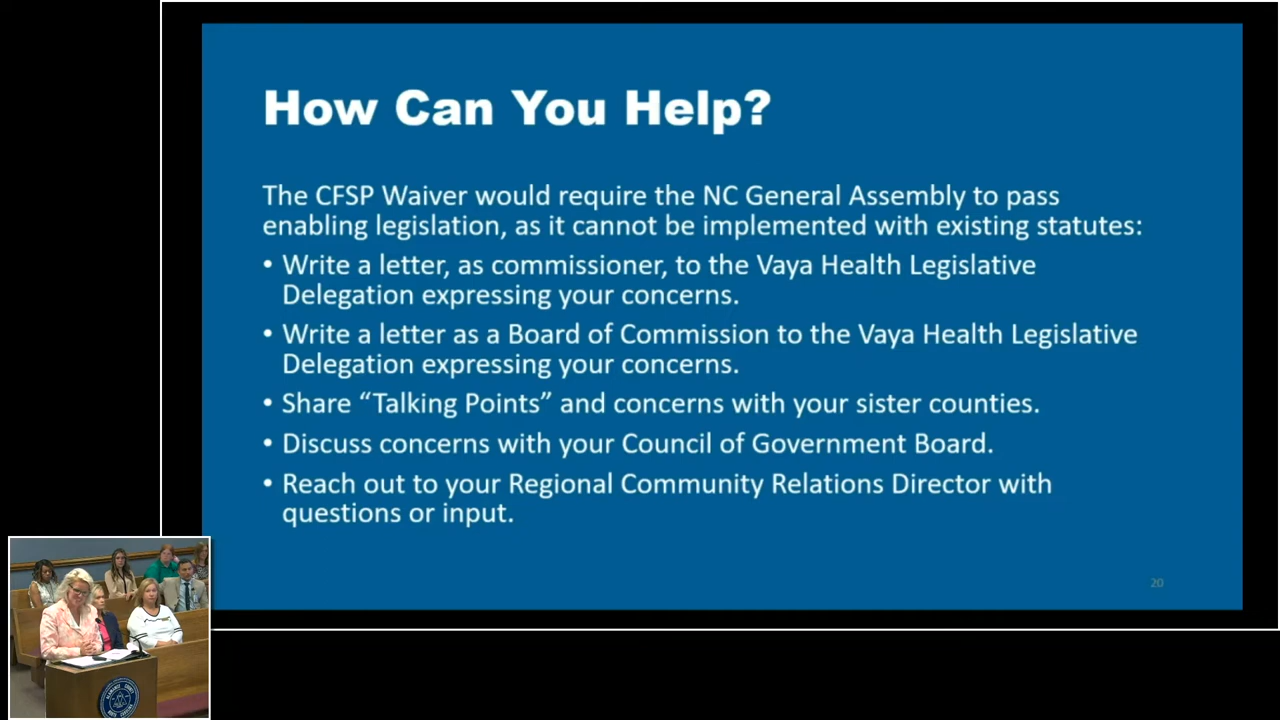 How Can You Help?
The CFSP Waiver would require the NC General Assembly to pass
enabling legislation, as it cannot be implemented with existing statutes:
• Write a letter, as commissioner, to the Vaya Health Legislative
Delegation expressing your concerns.
• Write a letter as a Board of Commission to the Vaya Health Legislative
Delegation expressing your concerns.
• Share “Talking Points” and concerns with your sister counties.
• Discuss concerns with your Council of Government Board.
• Reach out to your Regional Community Relations Director with
questions or input.
20